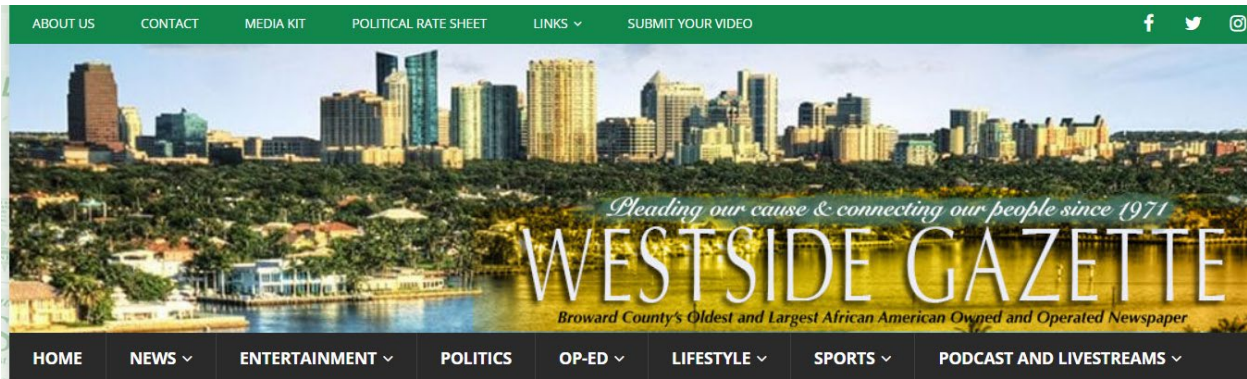 ABOUT US CONTACT MEDIA KIT POLITICAL RATE SHEET LINKS SUBMIT YOUR VIDEO
Pleading our cause & connecting our people since 1971
WESTSIDE GAZETTE
Broward County's Oldest and Largest African American Owned and Operated Newspaper
HOME NEWS ENTERTAINMENT POLITICS OP-ED LIFESTYLE SPORTS PODCAST AND LIVESTREAMS